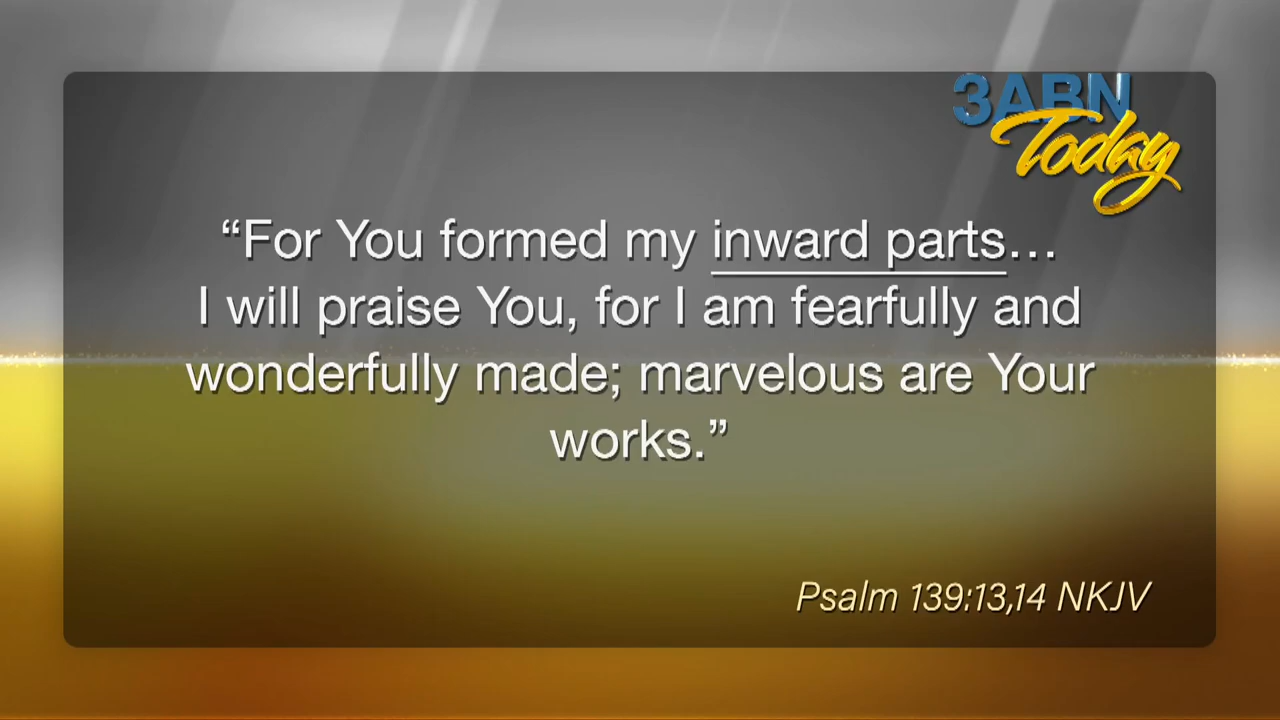 3ABN
Today
“For You formed my inward parts…
I will praise You, for I am fearfully and
wonderfully made; marvelous are Your
works.”
Psalm 139:13,14 NKJV